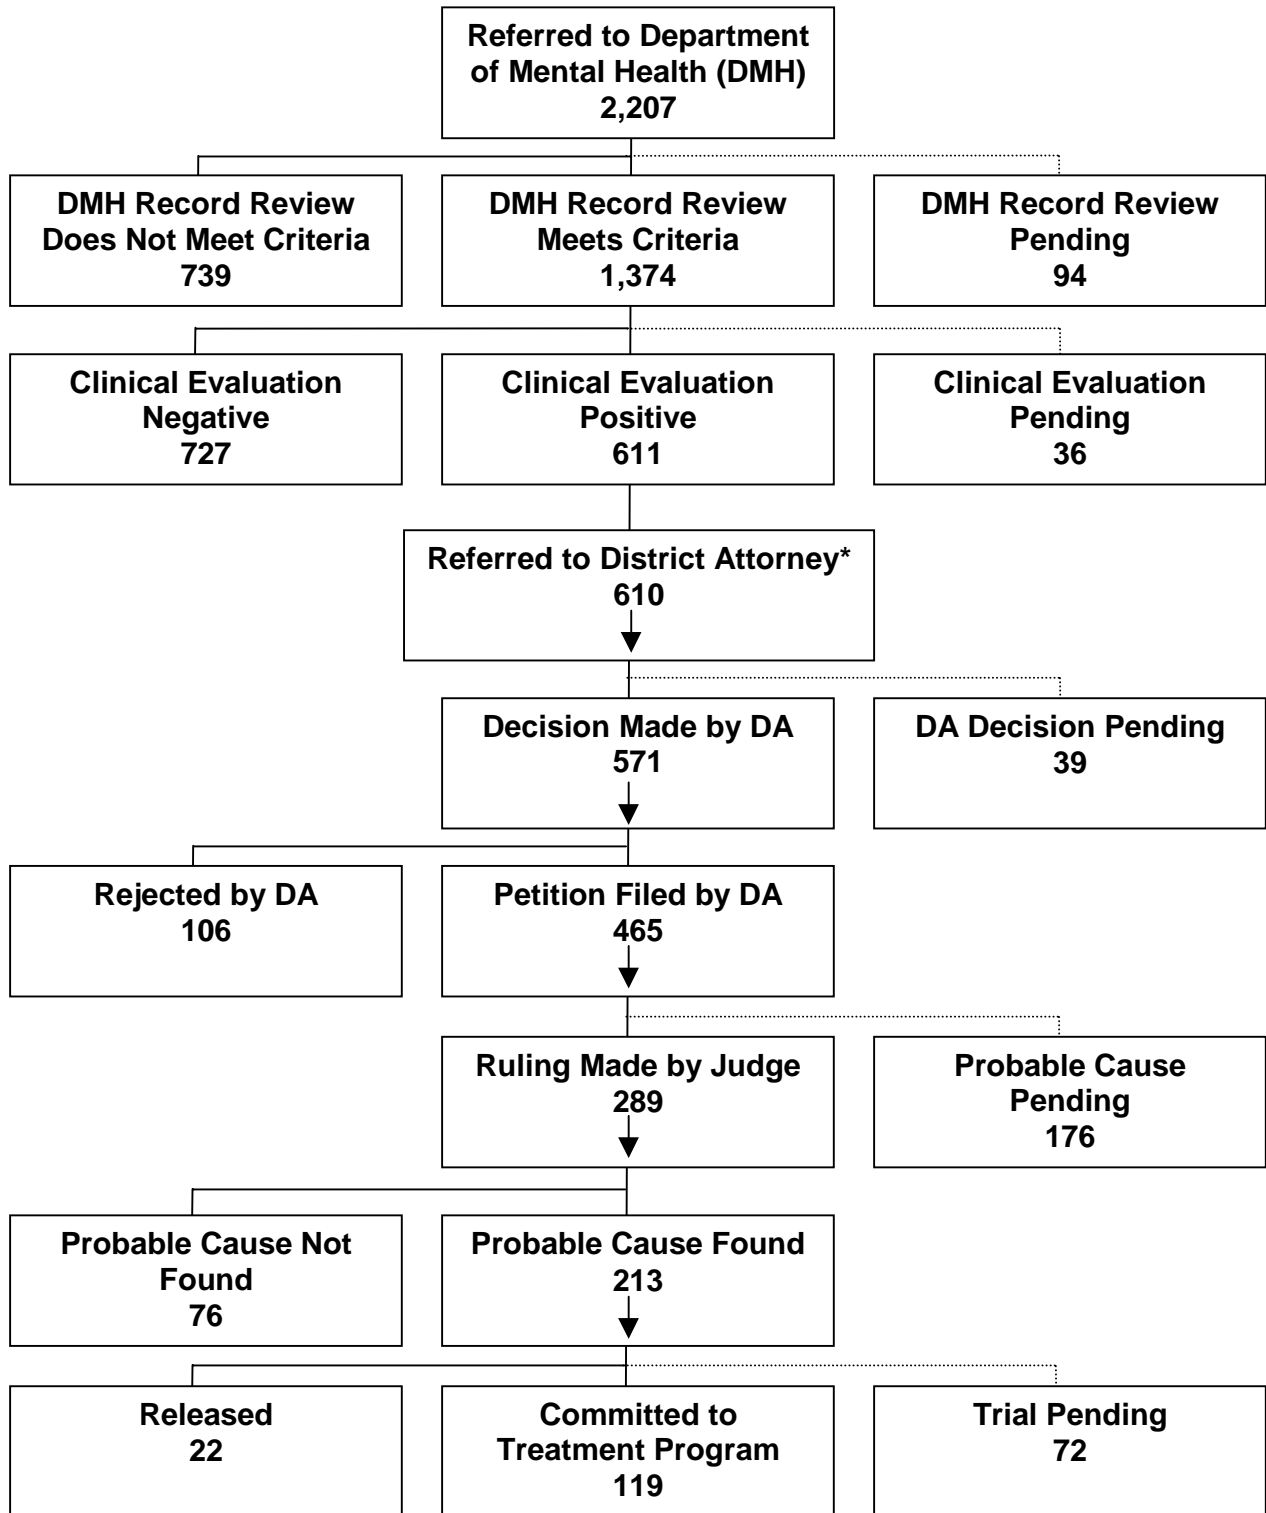 Referred to Department
of Mental Health (DMH)
2,207
DMH Record Review
Does Not Meet Criteria
739
DMH Record Review
Meets Criteria
1,374
DMH Record Review
Pending
94
Clinical Evaluation
Negative
727
Clinical Evaluation
Positive
611
Clinical Evaluation
Pending
36
Referred to District Attorney*
610
Decision Made by DA
571
DA Decision Pending
39
Rejected by DA
106
Petition Filed by DA
465
Ruling Made by Judge
289
Probable Cause
Pending
176
Probable Cause Not
Found
76
Probable Cause Found
213
Released
22
Committed to
Treatment Program
119
Trial Pending
72